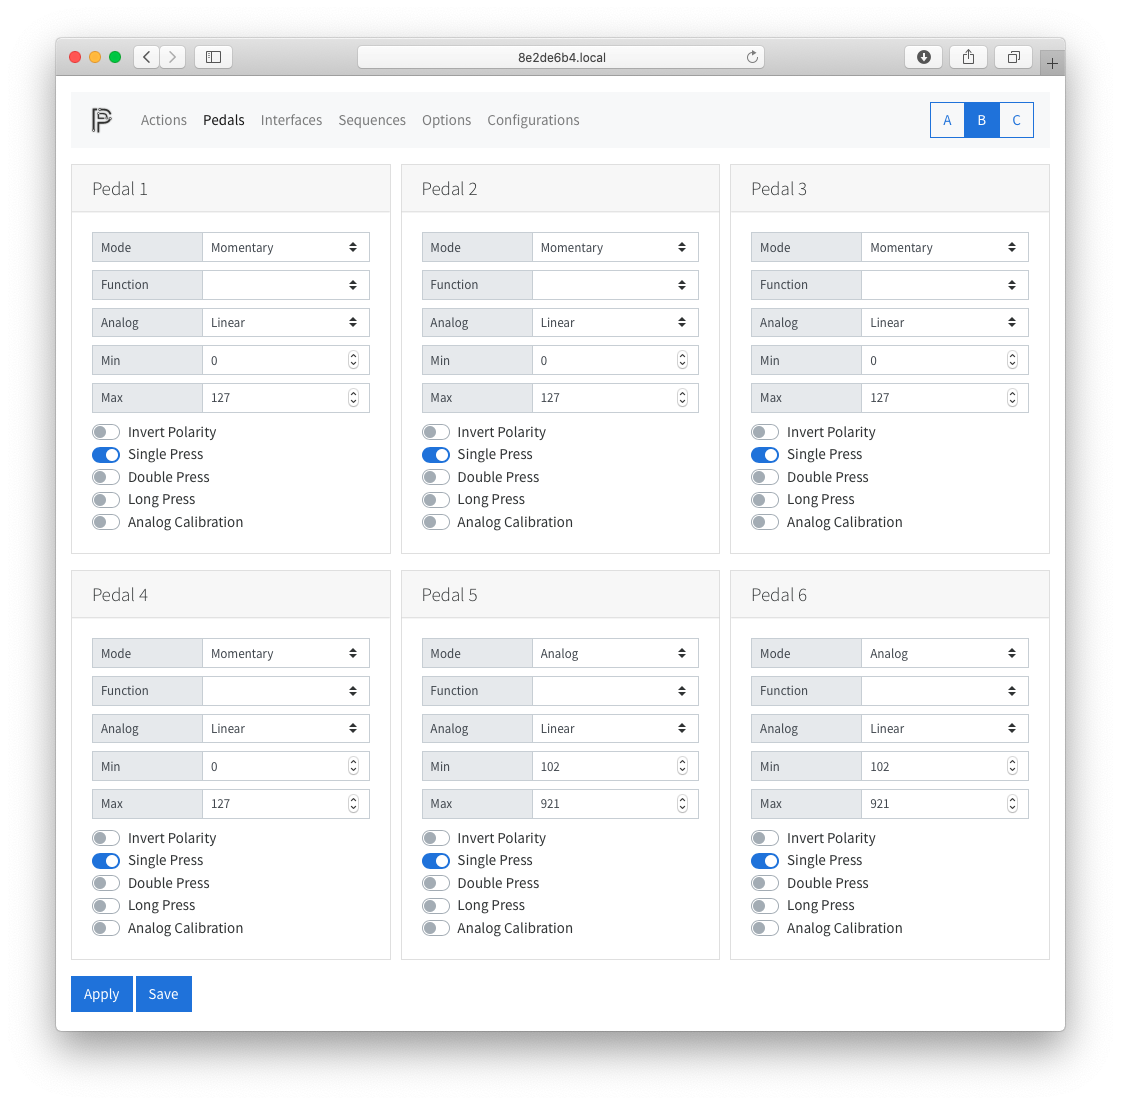 8e2de6b4.local
Actions Pedals Interfaces Sequences Options Configurations A B C
Pedal 1
Mode Momentary
Function
Analog Linear
Min 0
Max 127
Invert Polarity
Single Press
Double Press
Long Press
Analog Calibration
Pedal 2
Mode Momentary
Function
Analog Linear
Min 0
Max 127
Invert Polarity
Single Press
Double Press
Long Press
Analog Calibration
Pedal 3
Mode Momentary
Function
Analog Linear
Min 0
Max 127
Invert Polarity
Single Press
Double Press
Long Press
Analog Calibration
Pedal 4
Mode Momentary
Function
Analog Linear
Min 0
Max 127
Invert Polarity
Single Press
Double Press
Long Press
Analog Calibration
Pedal 5
Mode Analog
Function
Analog Linear
Min 102
Max 921
Invert Polarity
Single Press
Double Press
Long Press
Analog Calibration
Pedal 6
Mode Analog
Function
Analog Linear
Min 102
Max 921
Invert Polarity
Single Press
Double Press
Long Press
Analog Calibration
Apply Save